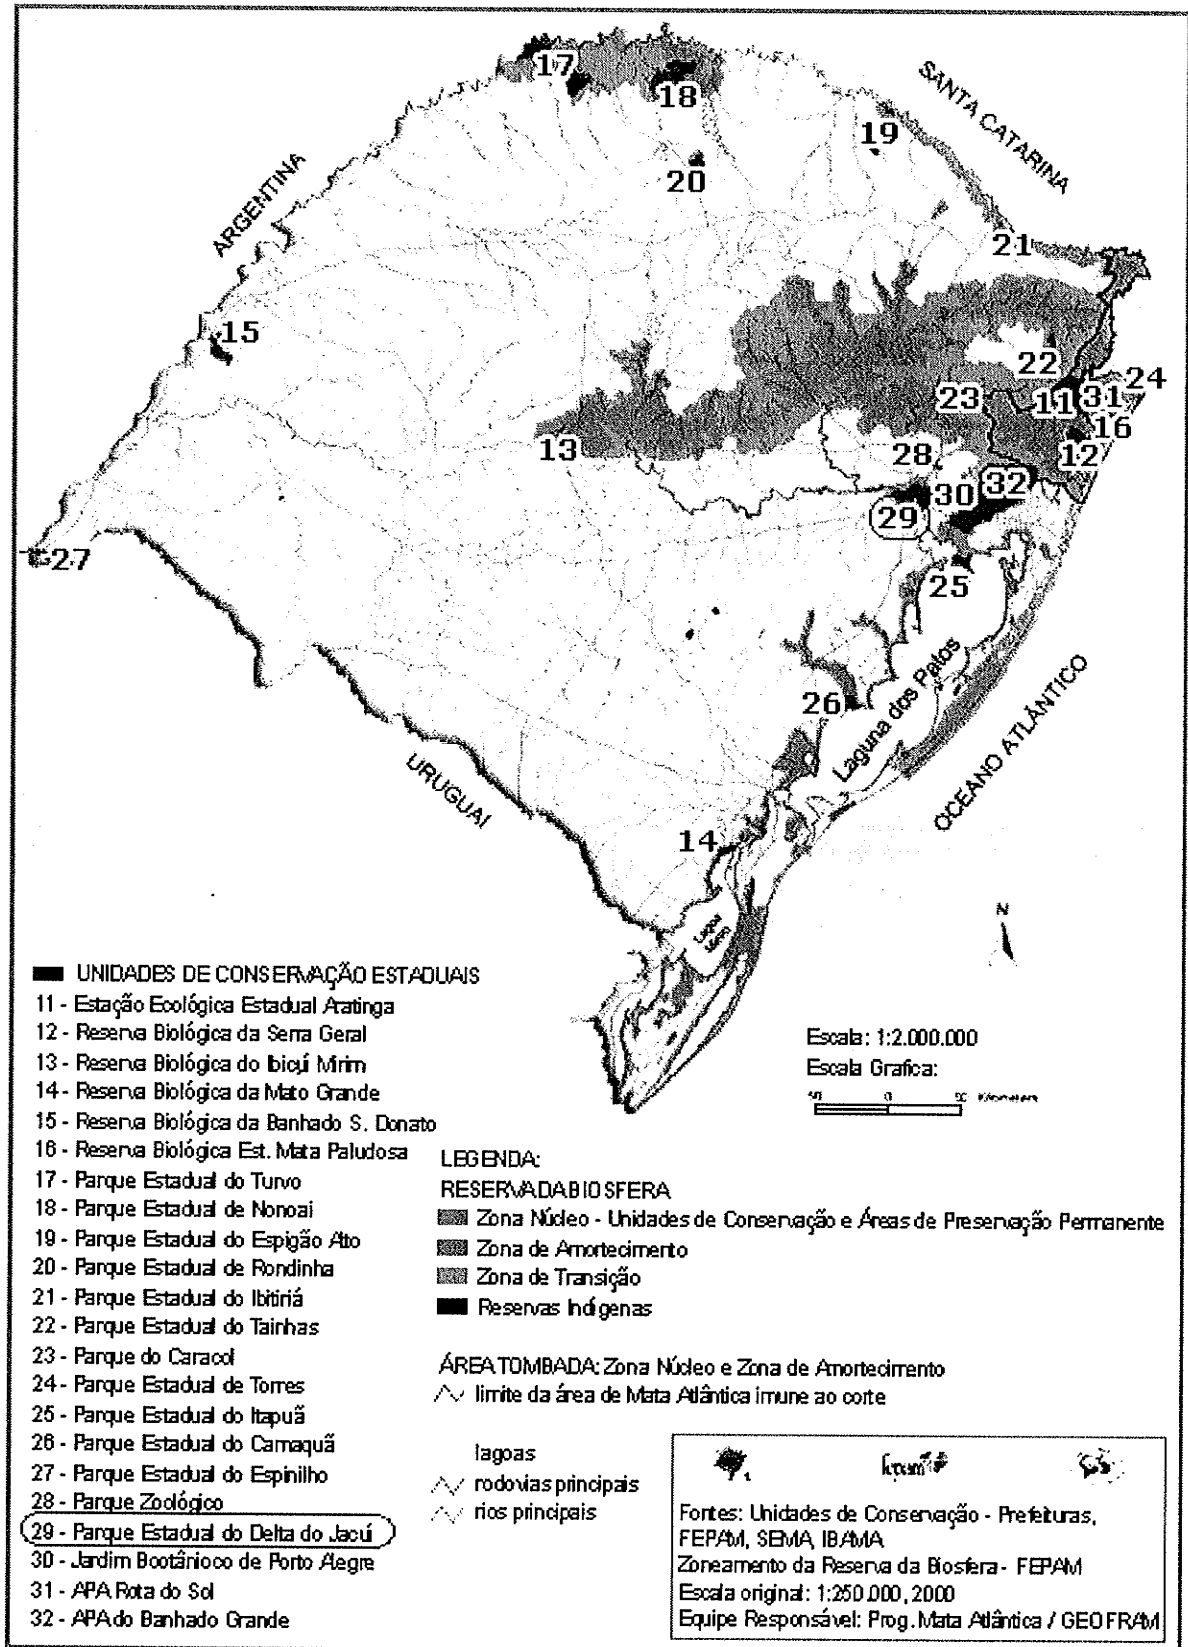 17
18
SANTA CATARINA
19
20
ARGENTINA
21
15
22
24
23
11
31
16
13
28
12
30
32
29
27
25
26
Laguna dos Patos
OCEANO ATLÂNTICO
URUGUAI
14
Lagoa Mirim
N
UNIDADES DE CONSERVAÇÃO ESTADUAIS
11 - Estação Ecológica Estadual Aratinga
12 - Reserva Biológica da Serra Geral
13 - Reserva Biológica do Ibicuí Mirim
14 - Reserva Biológica da Mato Grande
15 - Reserva Biológica da Banhado S. Donato
16 - Reserva Biológica Est. Mata Paludosa
17 - Parque Estadual do Turvo
18 - Parque Estadual de Nonoai
19 - Parque Estadual do Espigão Alto
20 - Parque Estadual de Rondinha
21 - Parque Estadual do Ibitiriá
22 - Parque Estadual do Tainhas
23 - Parque do Caracol
24 - Parque Estadual de Torres
25 - Parque Estadual do Itapuã
26 - Parque Estadual do Camaquã
27 - Parque Estadual do Espinilho
28 - Parque Zoológico
29 - Parque Estadual do Delta do Jacuí
30 - Jardim Bootânioco de Porto Alegre
31 - APA Rota do Sol
32 - APA do Banhado Grande
Escala: 1:2.000.000
Escala Grafica:
50 0 50 Kilometers
LEGENDA:
RESERVADABIOSFERA
Zona Núcleo - Unidades de Conservação e Áreas de Preservação Permanente
Zona de Amortecimento
Zona de Transição
Reservas Indígenas
ÁREA TOMBADA: Zona Núcleo e Zona de Amortecimento
limite da área de Mata Atlântica imune ao corte
lagoas
rodovias principais
rios principais
fepam
Fontes: Unidades de Conservação - Prefeituras,
FEPAM, SEMA, IBAMA
Zoneamento da Reserva da Biosfera - FEPAM
Escala original: 1:250.000, 2000
Equipe Responsável: Prog. Mata Atlântica / GEOFRAM